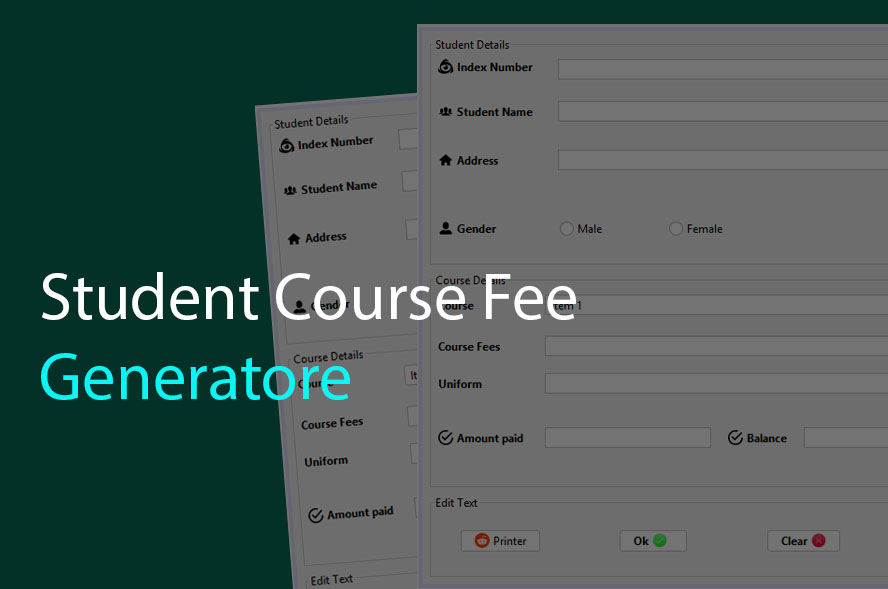 Student Details
Index Number
Student Name
Address
Gender
Male
Female
Course Details
Course
Item 1
Course Fees
Uniform
Amount paid
Balance
Edit Text
Printer
Ok
Clear
Student Details
Index Number
Student Name
Address
Gender
Course Details
Course
It
Course Fees
Uniform
Amount paid
Edit Text
Student Course Fee
Generatore